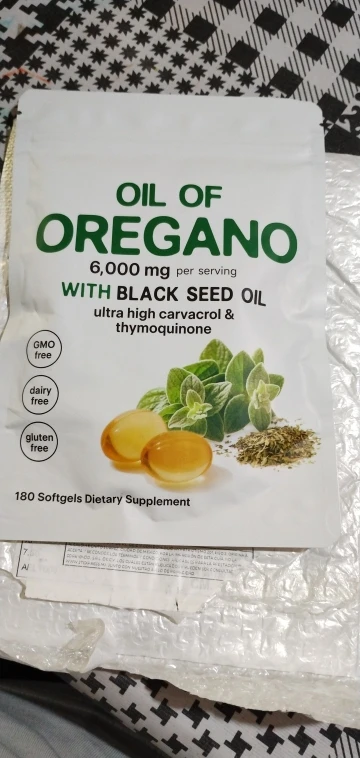 OIL OF
OREGANO
6,000 mg per serving
WITH BLACK SEED OIL
ultra high carvacrol &
thymoquinone
GMO
free
dairy
free
gluten
free
180 Softgels Dietary Supplement